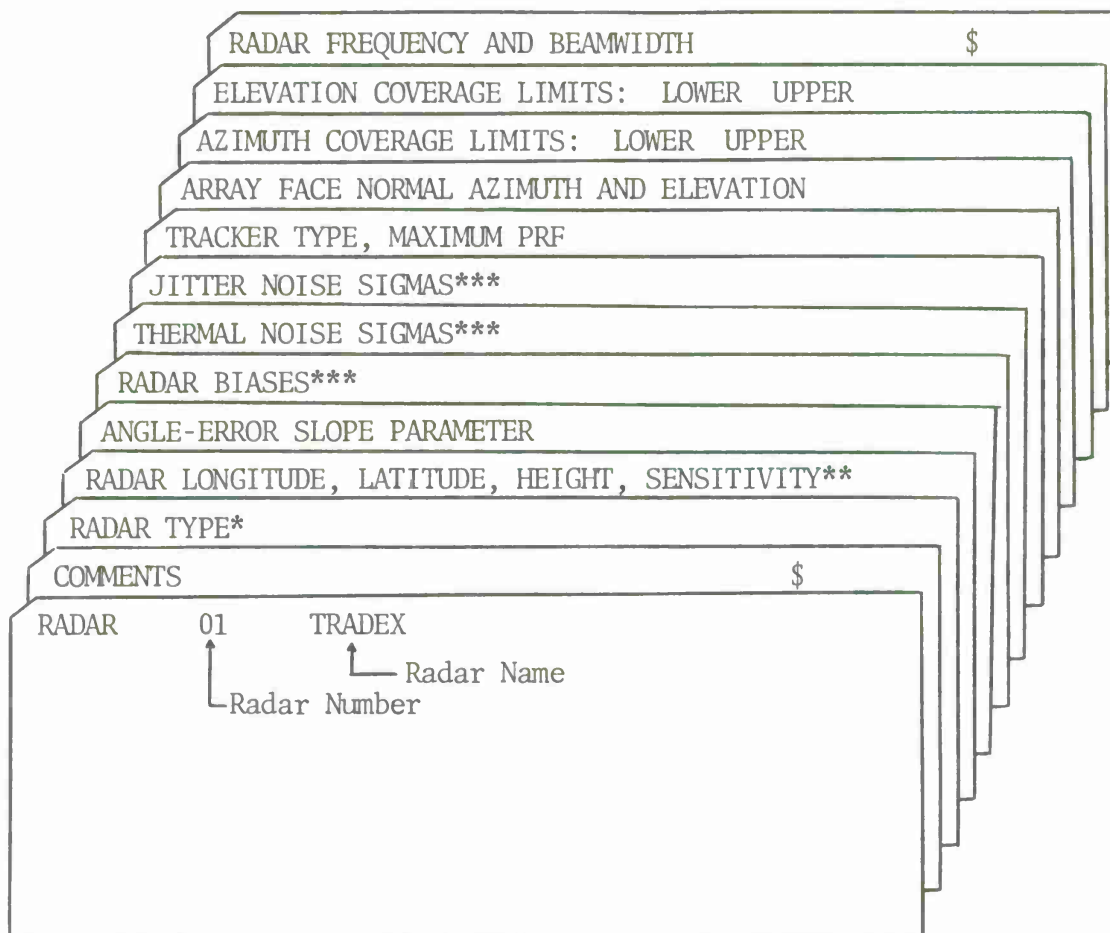 RADAR FREQUENCY AND BEAMWIDTH $
ELEVATION COVERAGE LIMITS: LOWER UPPER
AZIMUTH COVERAGE LIMITS: LOWER UPPER
ARRAY FACE NORMAL AZIMUTH AND ELEVATION
TRACKER TYPE, MAXIMUM PRF
JITTER NOISE SIGMAS***
THERMAL NOISE SIGMAS***
RADAR BIASES***
ANGLE-ERROR SLOPE PARAMETER
RADAR LONGITUDE, LATITUDE, HEIGHT, SENSITIVITY**
RADAR TYPE*
COMMENTS $
RADAR 01 TRADEX
Radar Name
Radar Number